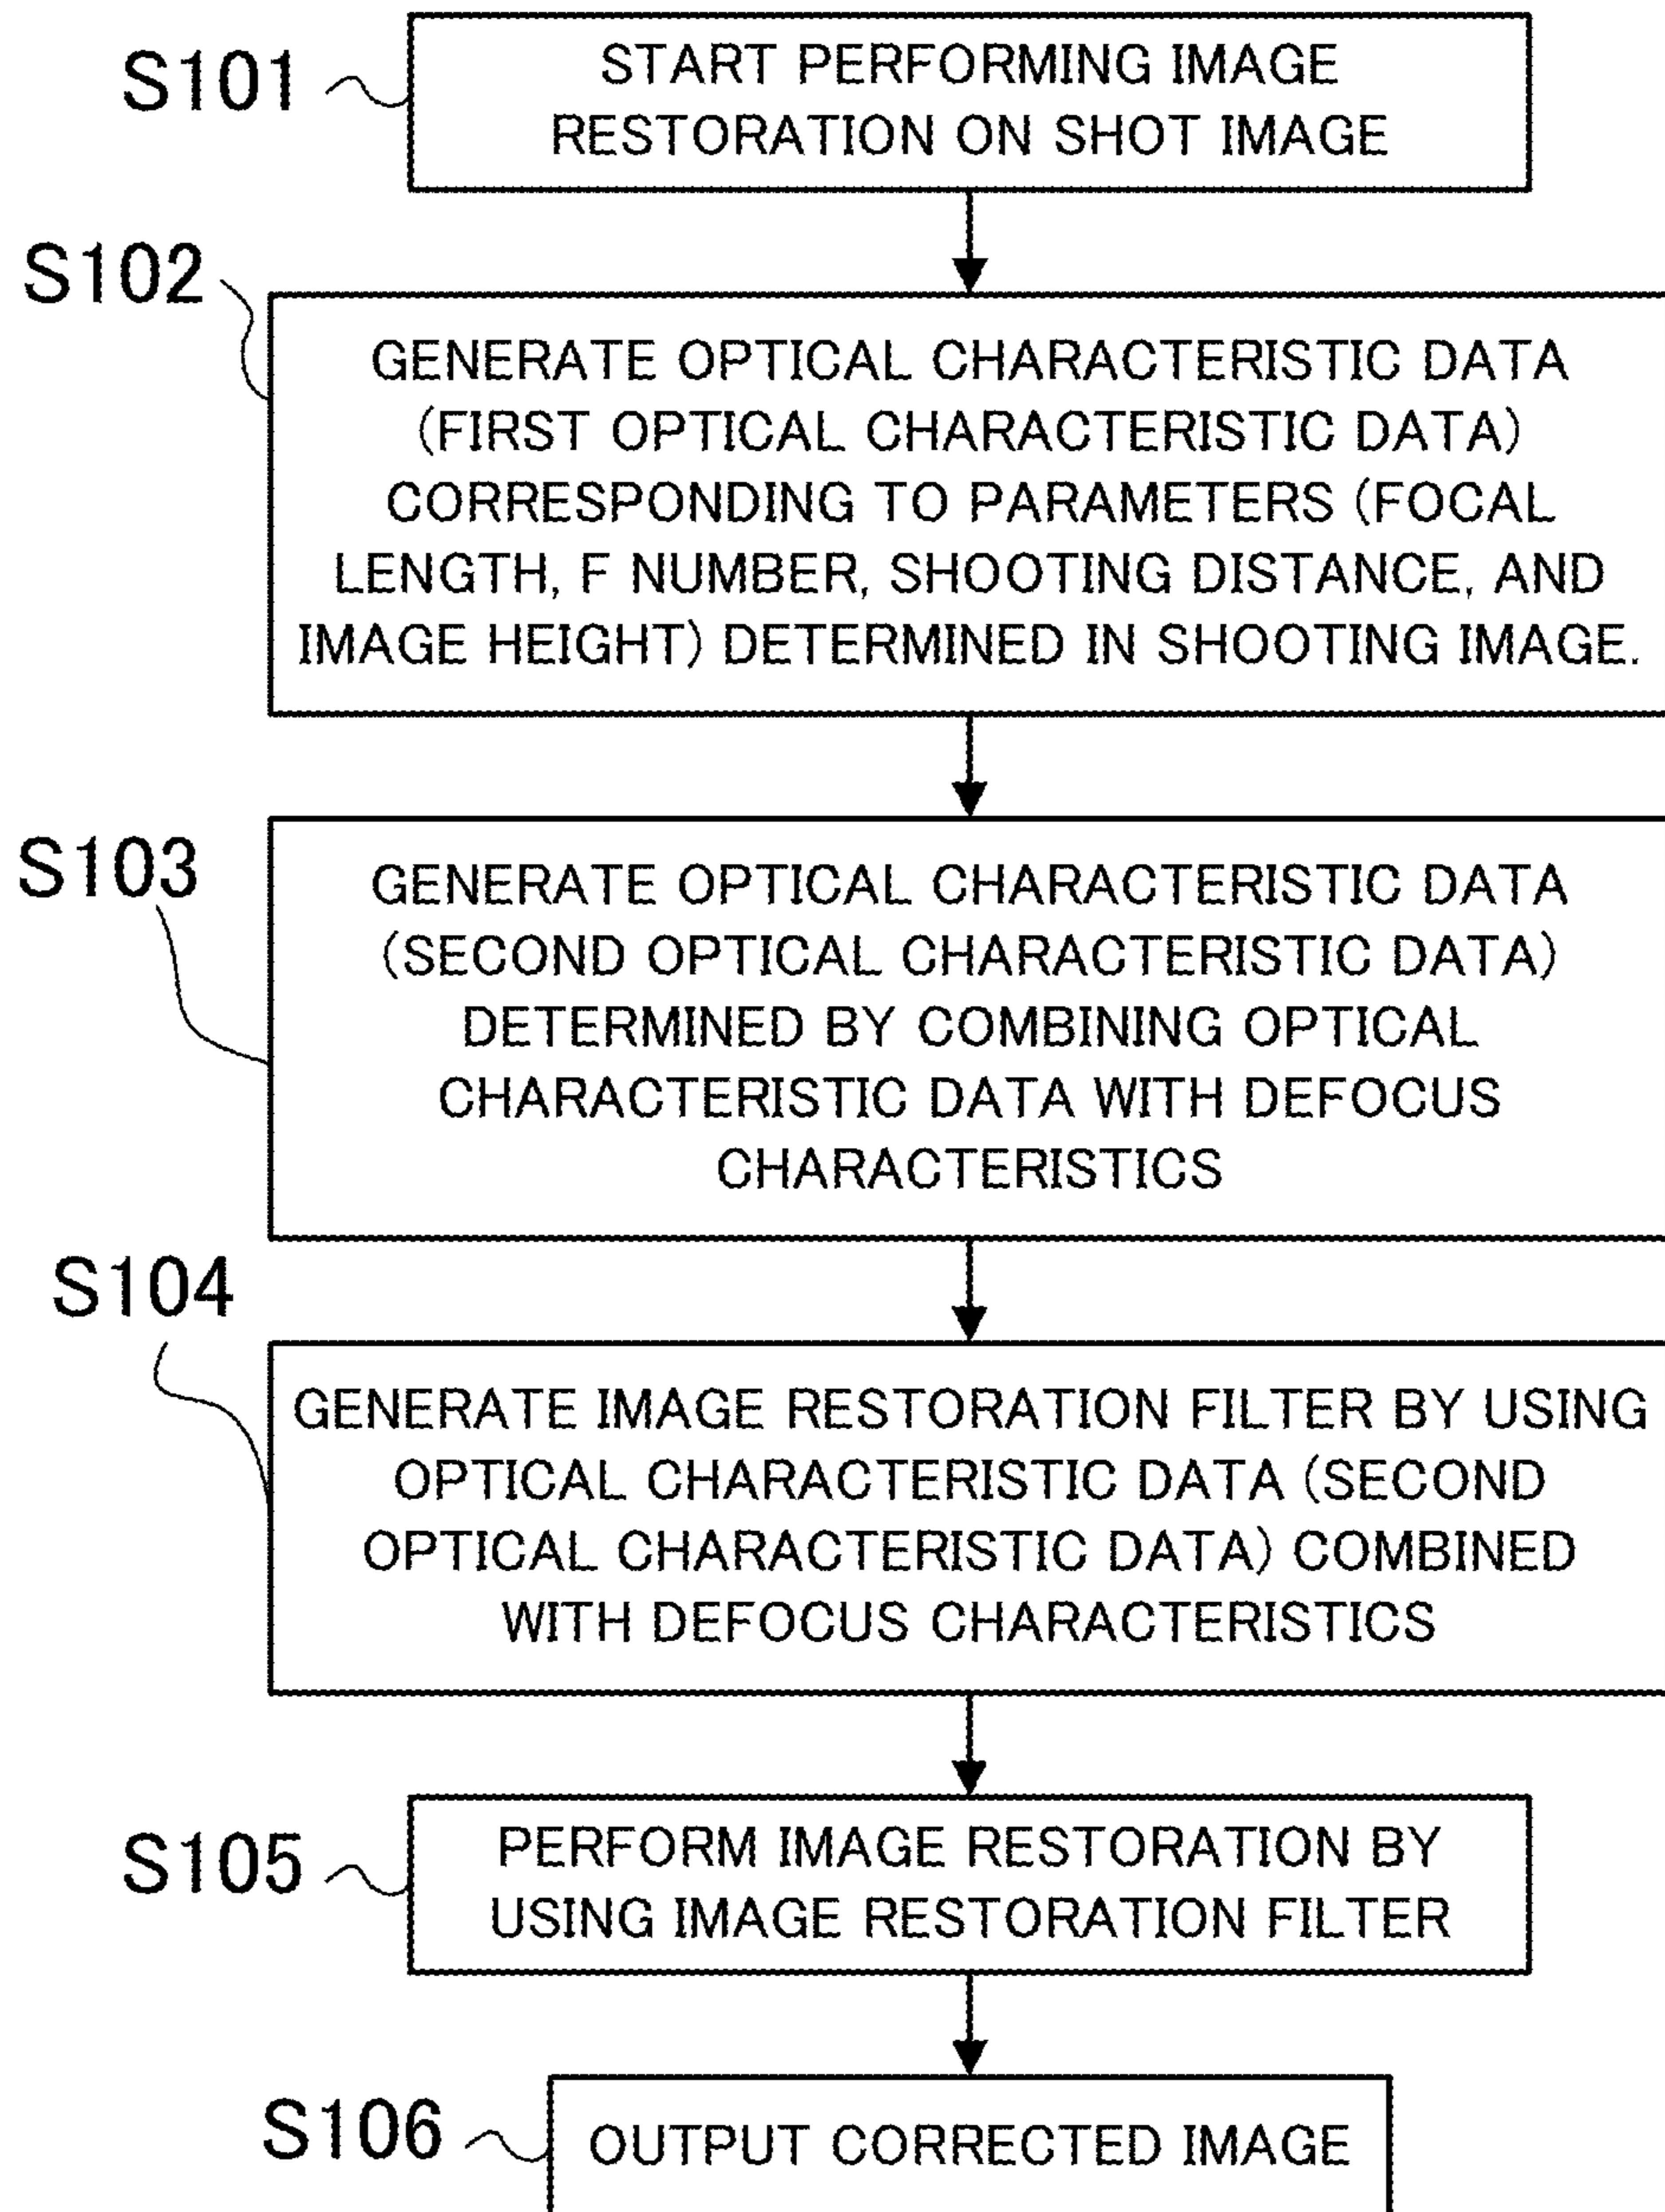 S101
START PERFORMING IMAGE
RESTORATION ON SHOT IMAGE
S102
GENERATE OPTICAL CHARACTERISTIC DATA
(FIRST OPTICAL CHARACTERISTIC DATA)
CORRESPONDING TO PARAMETERS (FOCAL
LENGTH, F NUMBER, SHOOTING DISTANCE, AND
IMAGE HEIGHT) DETERMINED IN SHOOTING IMAGE.
S103
GENERATE OPTICAL CHARACTERISTIC DATA
(SECOND OPTICAL CHARACTERISTIC DATA)
DETERMINED BY COMBINING OPTICAL
CHARACTERISTIC DATA WITH DEFOCUS
CHARACTERISTICS
S104
GENERATE IMAGE RESTORATION FILTER BY USING
OPTICAL CHARACTERISTIC DATA (SECOND
OPTICAL CHARACTERISTIC DATA) COMBINED
WITH DEFOCUS CHARACTERISTICS
S105
PERFORM IMAGE RESTORATION BY
USING IMAGE RESTORATION FILTER
S106
OUTPUT CORRECTED IMAGE